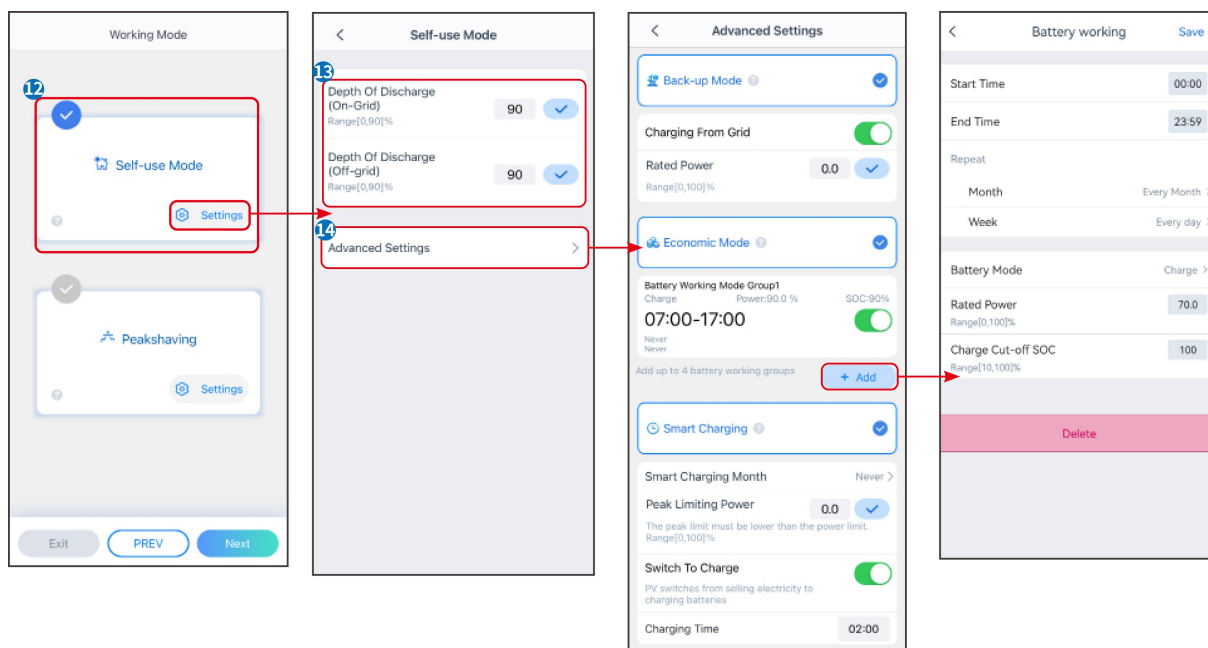 Working Mode
12
Self-use Mode
Settings
Peakshaving
Settings
Exit
PREV
Next
Self-use Mode
13
Depth Of Discharge
(On-Grid)
Range[0,90]%
90
Depth Of Discharge
(Off-grid)
Range[0,90]%
90
14
Advanced Settings
Advanced Settings
Back-up Mode ?
Charging From Grid
Rated Power
0.0
Range[0,100]%
Economic Mode ?
Battery Working Mode Group1
Charge Power:90.0 % SOC:90%
07:00-17:00
Never
Never
Add up to 4 battery working groups
+ Add
Smart Charging ?
Smart Charging Month Never
Peak Limiting Power
0.0
The peak limit must be lower than the power limit.
Range[0,100]%
Switch To Charge
PV switches from selling electricity to
charging batteries
Charging Time 02:00
Battery working Save
Start Time 00:00
End Time 23:59
Repeat
Month Every Month
Week Every day
Battery Mode Charge
Rated Power 70.0
Range[0,100]%
Charge Cut-off SOC 100
Range[10,100]%
Delete